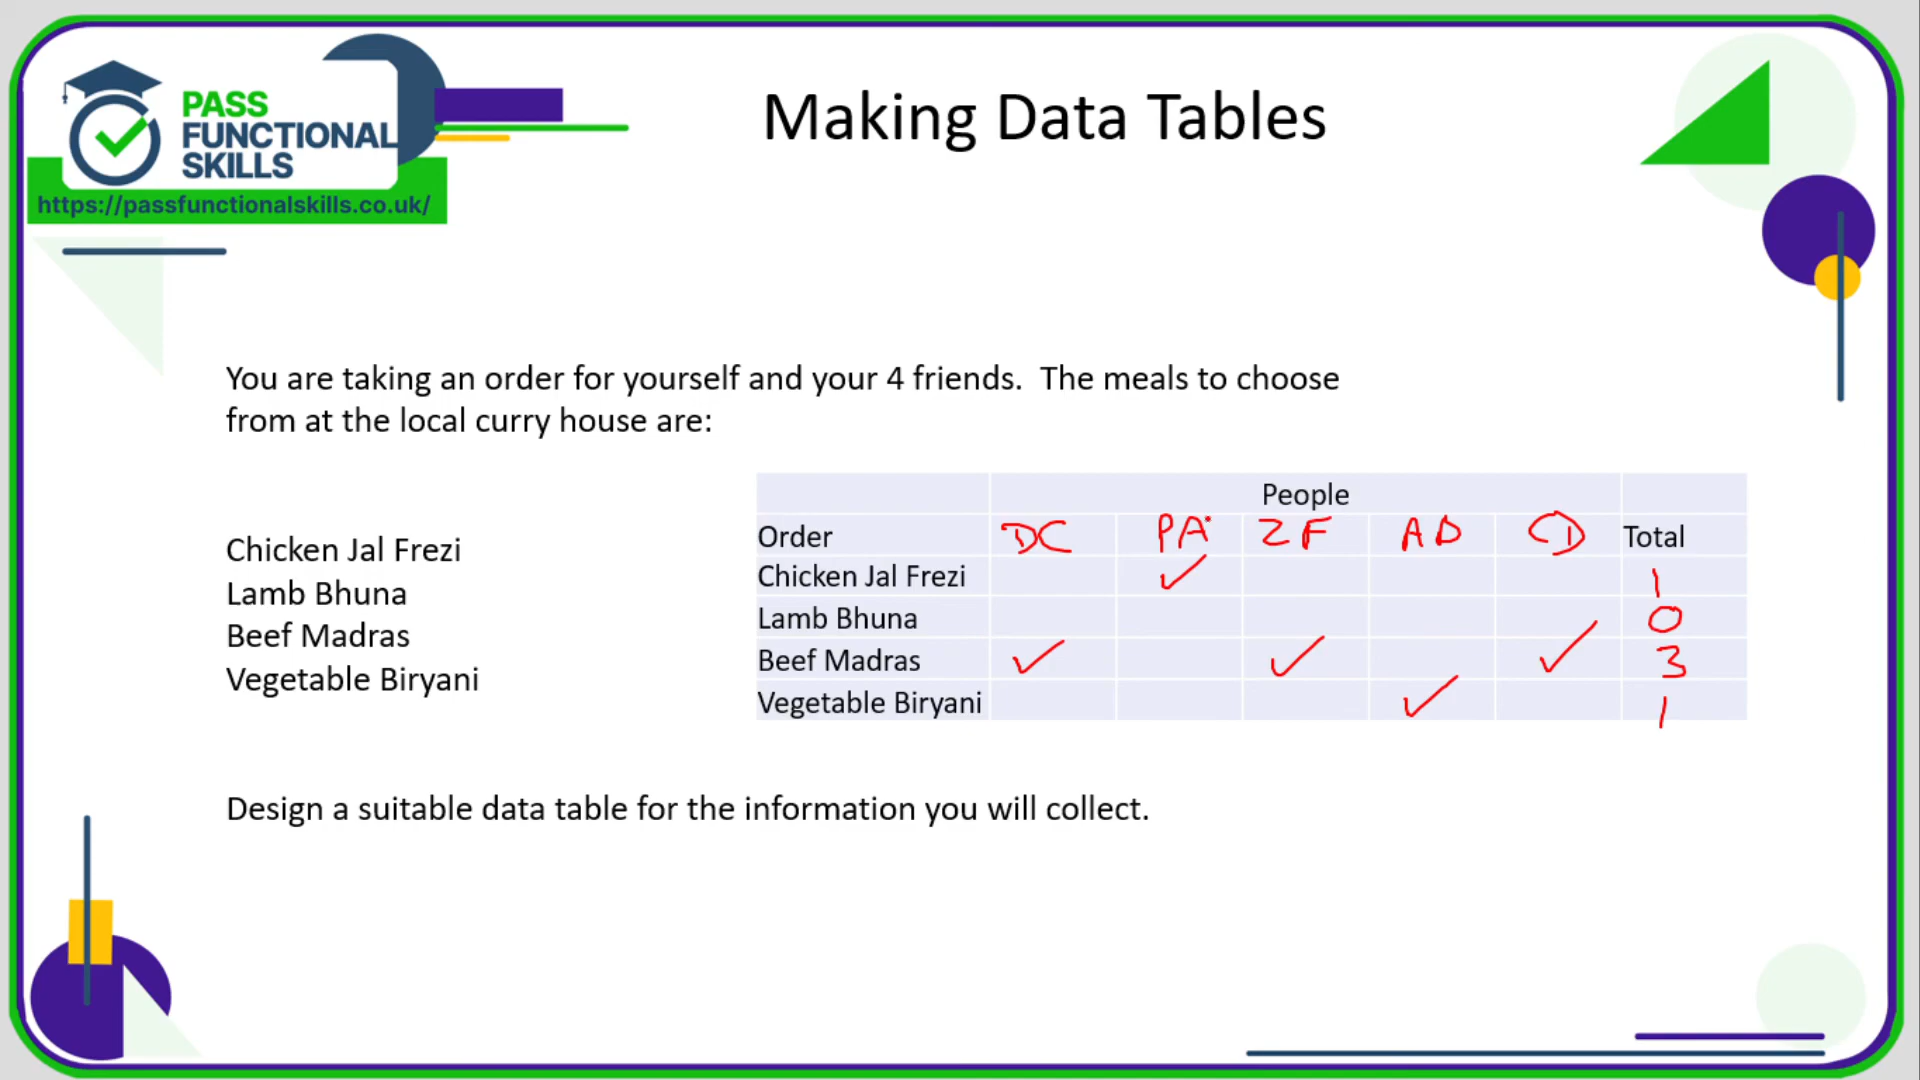 PASS
FUNCTIONAL
SKILLS
https://passfunctionalskills.co.uk/
Making Data Tables
You are taking an order for yourself and your 4 friends. The meals to choose
from at the local curry house are:
Chicken Jal Frezi
Lamb Bhuna
Beef Madras
Vegetable Biryani
People
Order DC PA ZF AD CD Total
Chicken Jal Frezi ✓ 1
Lamb Bhuna 0
Beef Madras ✓ ✓ ✓ 3
Vegetable Biryani ✓ 1
Design a suitable data table for the information you will collect.